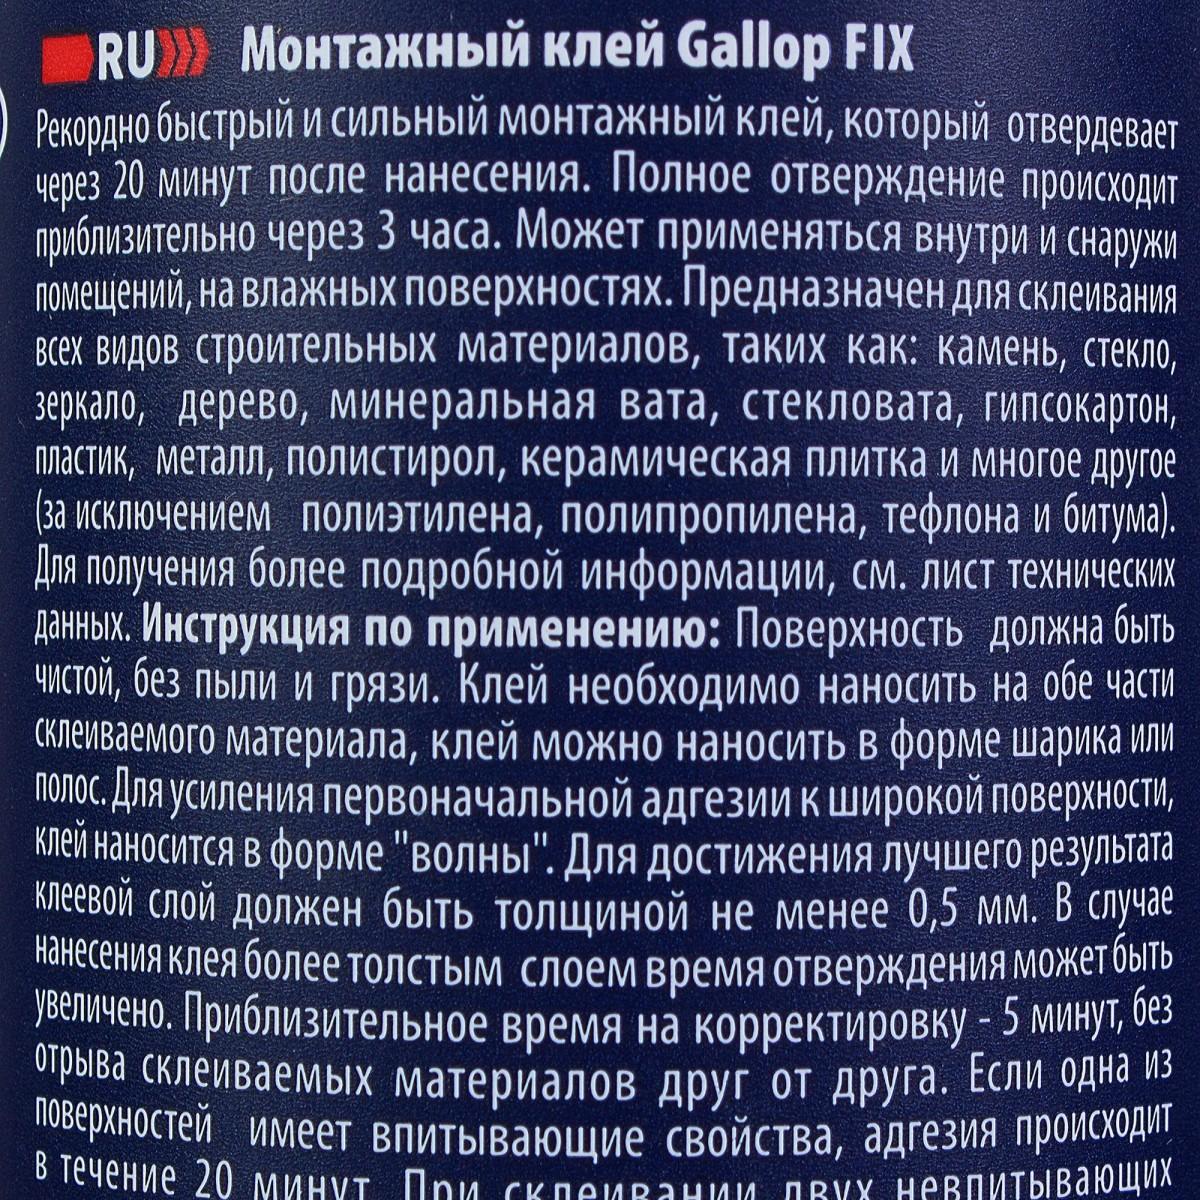 RU Монтажный клей Gallop FIX
Рекордно быстрый и сильный монтажный клей, который отвердевает
через 20 минут после нанесения. Полное отверждение происходит
приблизительно через 3 часа. Может применяться внутри и снаружи
помещений, на влажных поверхностях. Предназначен для склеивания
всех видов строительных материалов, таких как: камень, стекло,
зеркало, дерево, минеральная вата, стекловата, гипсокартон,
пластик, металл, полистирол, керамическая плитка и многое другое
(за исключением полиэтилена, полипропилена, тефлона и битума).
Для получения более подробной информации, см. лист технических
данных. Инструкция по применению: Поверхность должна быть
чистой, без пыли и грязи. Клей необходимо наносить на обе части
склеиваемого материала, клей можно наносить в форме шарика или
полос. Для усиления первоначальной адгезии к широкой поверхности,
клей наносится в форме "волны". Для достижения лучшего результата
клеевой слой должен быть толщиной не менее 0,5 мм. В случае
нанесения клея более толстым слоем время отверждения может быть
увеличено. Приблизительное время на корректировку - 5 минут, без
отрыва склеиваемых материалов друг от друга. Если одна из
поверхностей имеет впитывающие свойства, адгезия происходит
в течение 20 минут. При склеивании двух невпитывающих